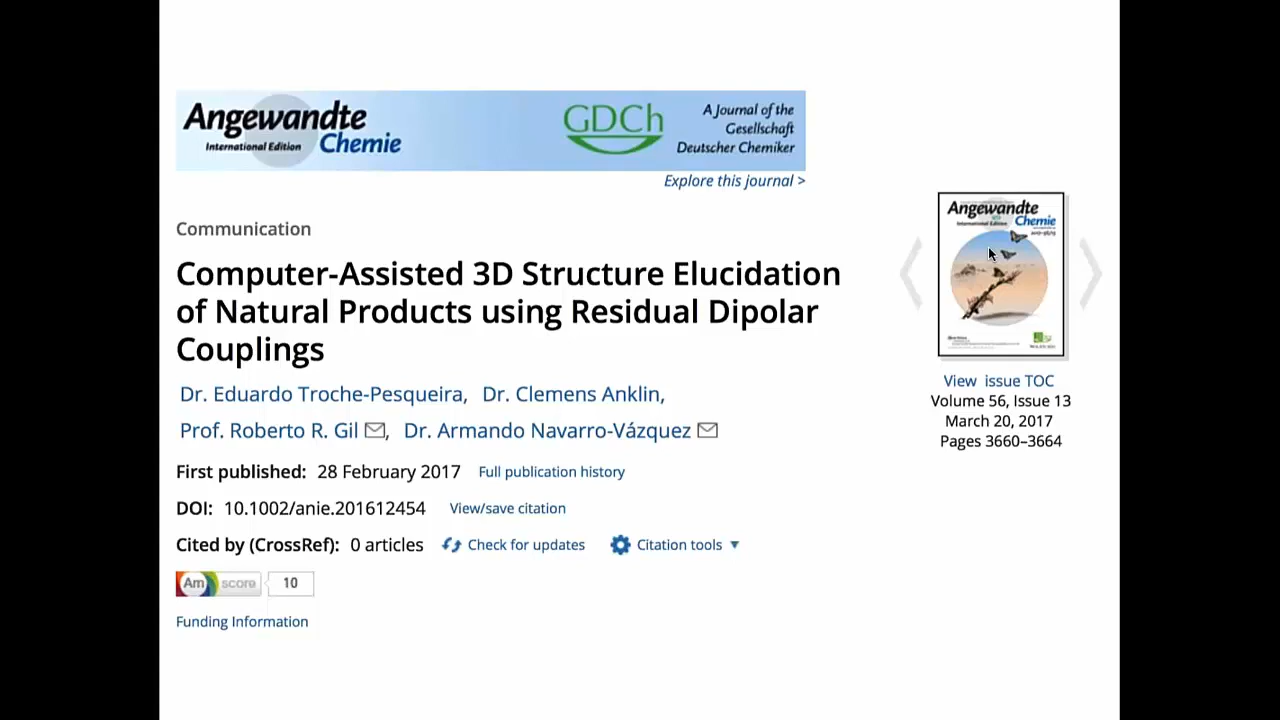 Angewandte
International Edition Chemie
GDCh
A Journal of the
Gesellschaft
Deutscher Chemiker
Explore this journal >
Communication
Computer-Assisted 3D Structure Elucidation
of Natural Products using Residual Dipolar
Couplings
Dr. Eduardo Troche-Pesqueira, Dr. Clemens Anklin,
Prof. Roberto R. Gil, Dr. Armando Navarro-Vázquez
First published: 28 February 2017 Full publication history
DOI: 10.1002/anie.201612454 View/save citation
Cited by (CrossRef): 0 articles Check for updates Citation tools ▼
Am score 10
Funding Information
Angewandte
International Edition Chemie
View issue TOC
Volume 56, Issue 13
March 20, 2017
Pages 3660–3664